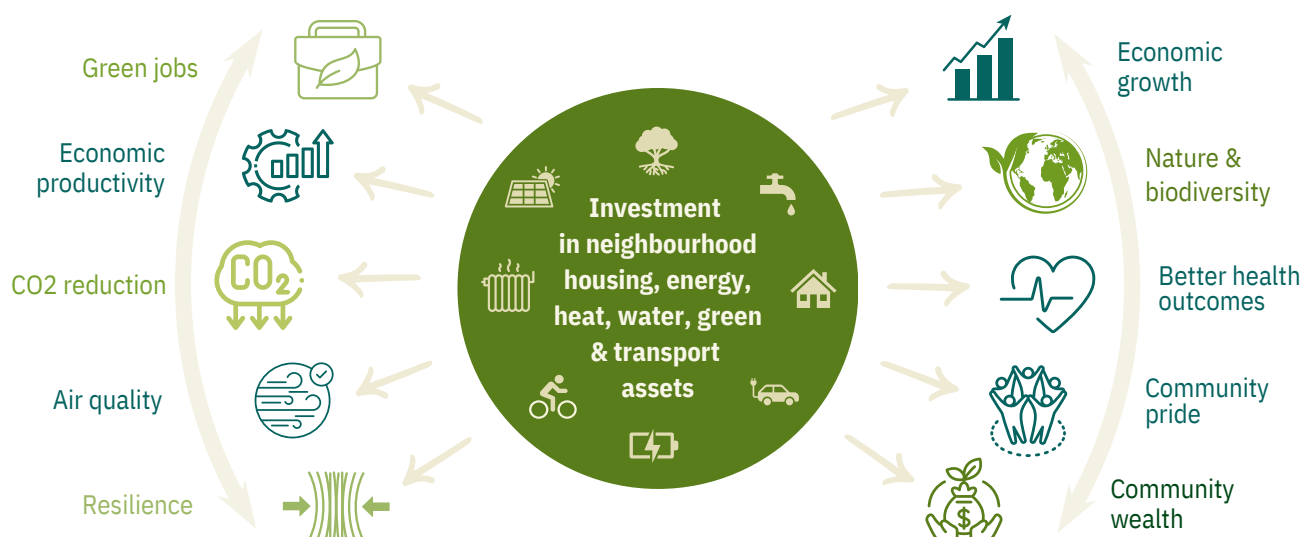 Green jobs
Economic
productivity
CO2 reduction
Air quality
Resilience
CO2
Investment
in neighbourhood
housing, energy,
heat, water, green
& transport
assets
Economic
growth
Nature &
biodiversity
Better health
outcomes
Community
pride
Community
wealth
$